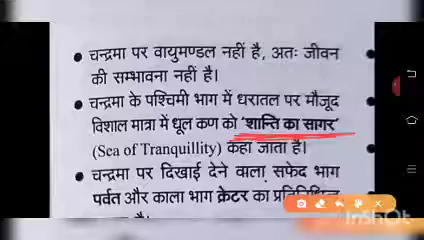 • चन्द्रमा पर वायुमण्डल नहीं है, अतः जीवन
की सम्भावना नहीं है।
• चन्द्रमा के पश्चिमी भाग में धरातल पर मौजूद
विशाल मात्रा में धूल कण को 'शान्ति का सागर'
(Sea of Tranquillity) कहा जाता है।
• चन्द्रमा पर दिखाई देने वाला सफेद भाग
पर्वत और काला भाग क्रेटर का